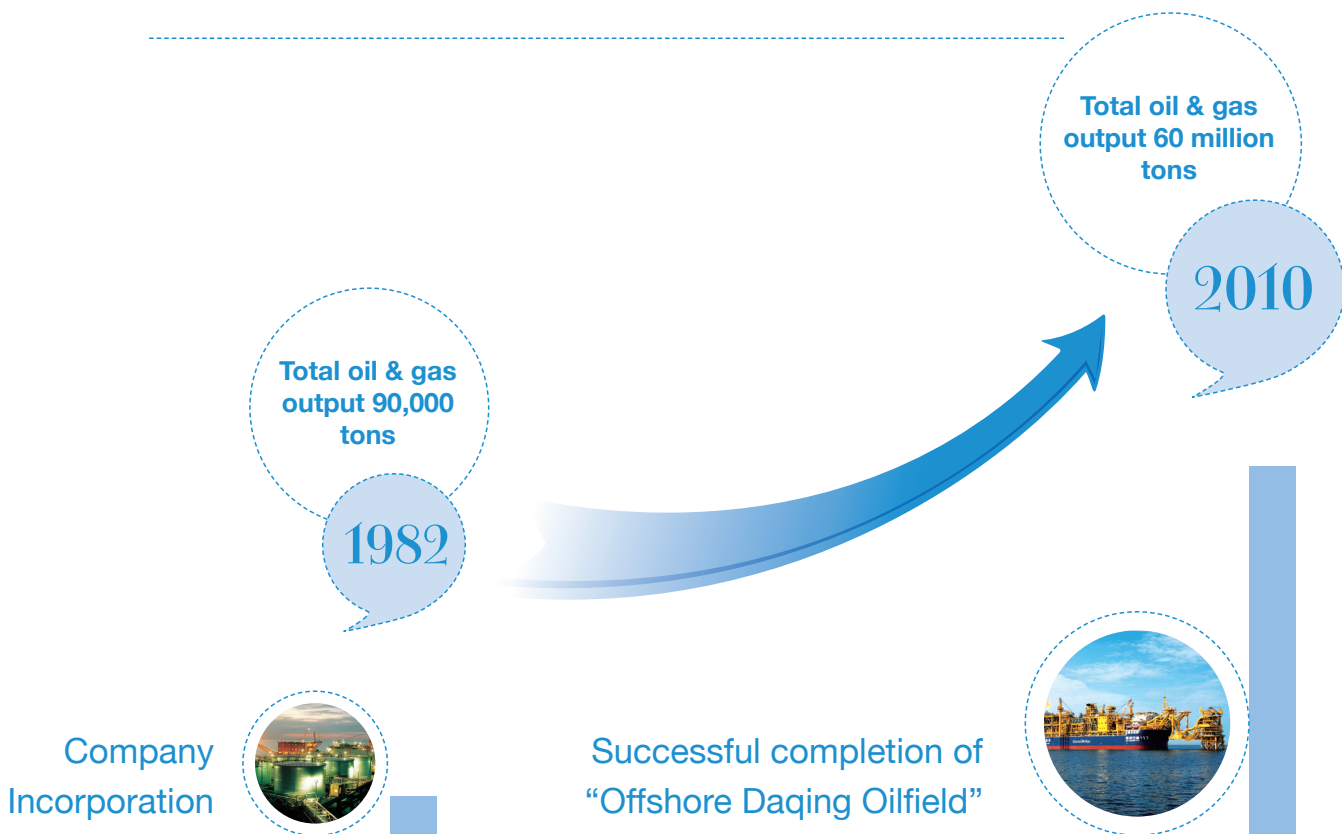 Total oil & gas
output 60 million
tons
2010
Total oil & gas
output 90,000
tons
1982
Company
Incorporation
Successful completion of
“Offshore Daqing Oilfield”